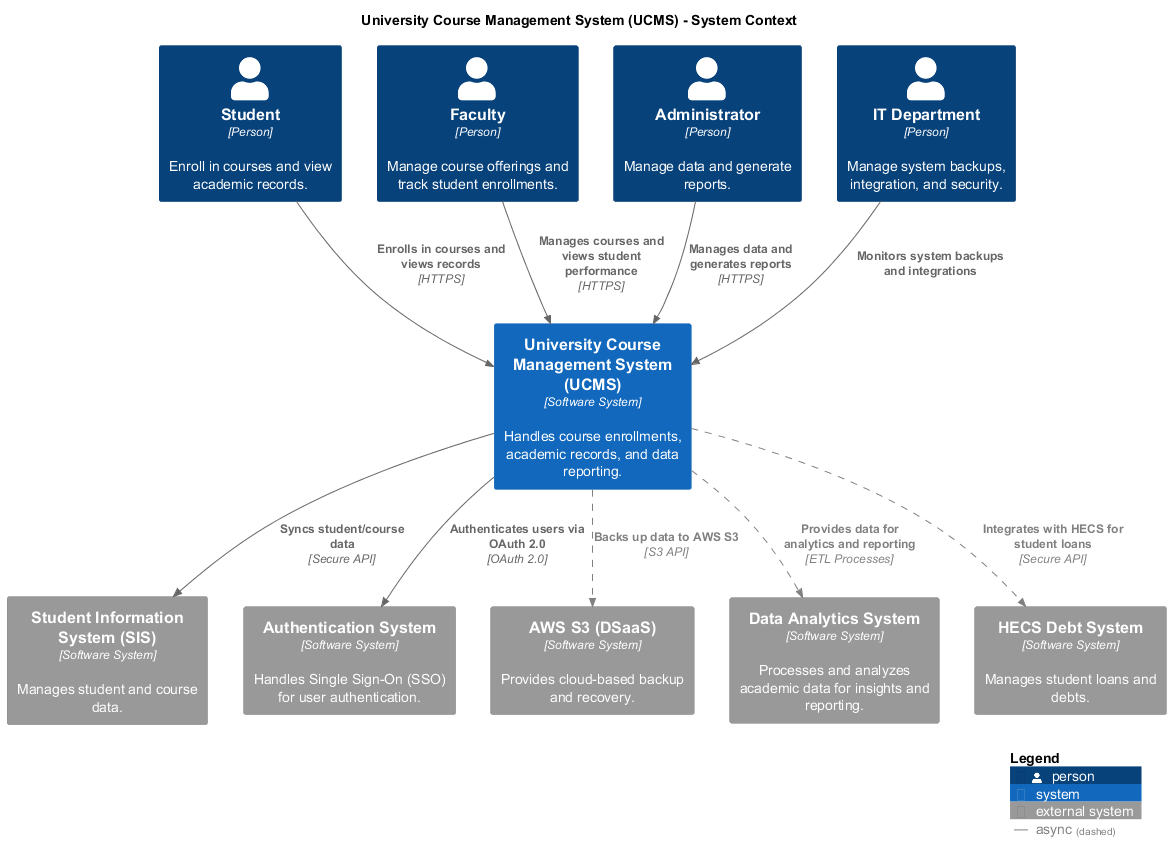 University Course Management System (UCMS) - System Context
Student
[Person]
Enroll in courses and view
academic records.
Faculty
[Person]
Manage course offerings and
track student enrollments.
Administrator
[Person]
Manage data and generate
reports.
IT Department
[Person]
Manage system backups,
integration, and security.
Enrolls in courses and
views records
[HTTPS]
Manages courses and
views student
performance
[HTTPS]
Manages data and
generates reports
[HTTPS]
Monitors system backups
and integrations
University Course
Management System
(UCMS)
[Software System]
Handles course enrollments,
academic records, and data
reporting.
Syncs student/course
data
[Secure API]
Authenticates users via
OAuth 2.0
[OAuth 2.0]
Backs up data to AWS S3
[S3 API]
Provides data for
analytics and reporting
[ETL Processes]
Integrates with HECS for
student loans
[Secure API]
Student Information
System (SIS)
[Software System]
Manages student and course
data.
Authentication System
[Software System]
Handles Single Sign-On (SSO)
for user authentication.
AWS S3 (DSaaS)
[Software System]
Provides cloud-based backup
and recovery.
Data Analytics System
[Software System]
Processes and analyzes
academic data for insights and
reporting.
HECS Debt System
[Software System]
Manages student loans and
debts.
Legend
person
system
external system
async (dashed)